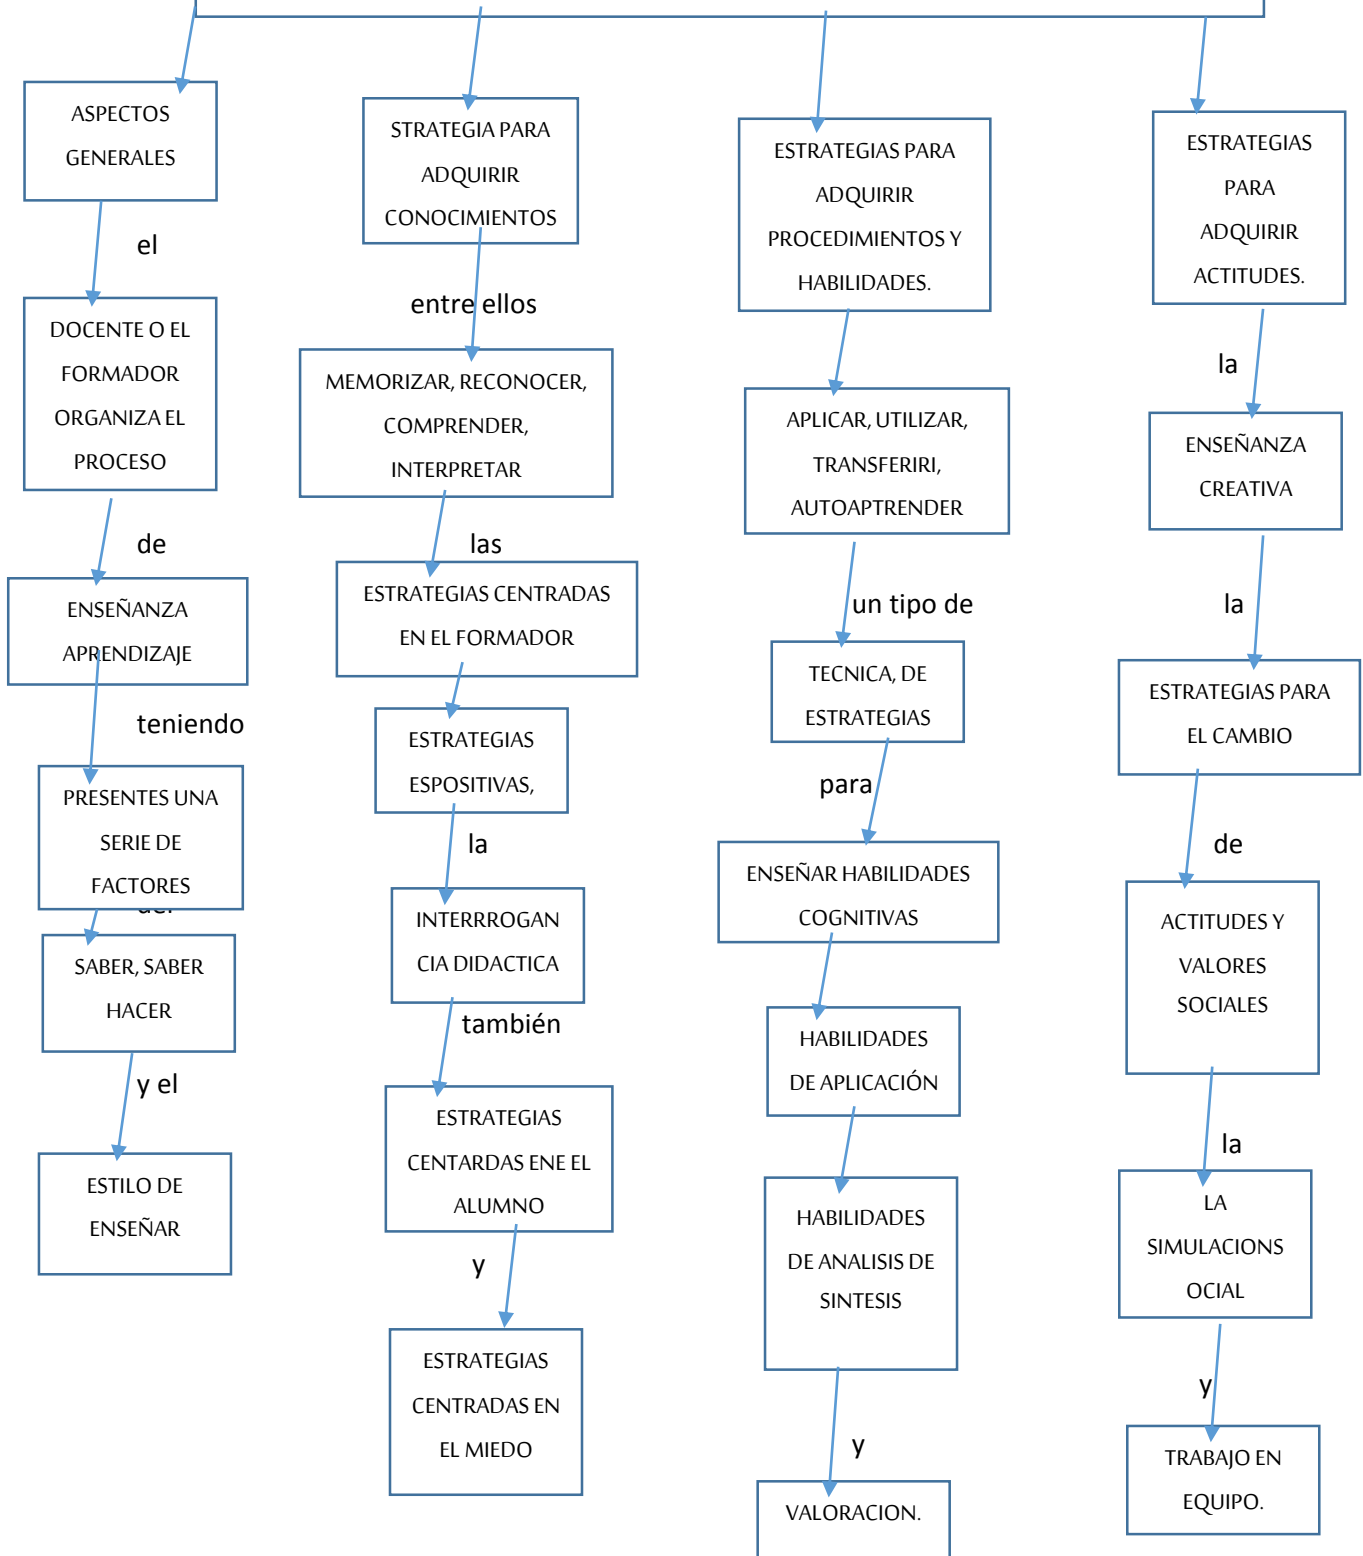 ASPECTOS
GENERALES
el
DOCENTE O EL
FORMADOR
ORGANIZA EL
PROCESO
de
ENSEÑANZA
APRENDIZAJE
teniendo
PRESENTES UNA
SERIE DE
FACTORES
SABER, SABER
HACER
y el
ESTILO DE
ENSEÑAR
STRATEGIA PARA
ADQUIRIR
CONOCIMIENTOS
entre ellos
MEMORIZAR, RECONOCER,
COMPRENDER,
INTERPRETAR
las
ESTRATEGIAS CENTRADAS
EN EL FORMADOR
ESTRATEGIAS
ESPOSITIVAS,
la
INTERRROGAN
CIA DIDACTICA
también
ESTRATEGIAS
CENTARDAS ENE EL
ALUMNO
y
ESTRATEGIAS
CENTRADAS EN
EL MIEDO
ESTRATEGIAS PARA
ADQUIRIR
PROCEDIMIENTOS Y
HABILIDADES.
APLICAR, UTILIZAR,
TRANSFERIRI,
AUTOAPTRENDER
un tipo de
TECNICA, DE
ESTRATEGIAS
para
ENSEÑAR HABILIDADES
COGNITIVAS
HABILIDADES
DE APLICACIÓN
HABILIDADES
DE ANALISIS DE
SINTESIS
y
VALORACION.
ESTRATEGIAS
PARA
ADQUIRIR
ACTITUDES.
la
ENSEÑANZA
CREATIVA
la
ESTRATEGIAS PARA
EL CAMBIO
de
ACTITUDES Y
VALORES
SOCIALES
la
LA
SIMULACIONS
OCIAL
y
TRABAJO EN
EQUIPO.